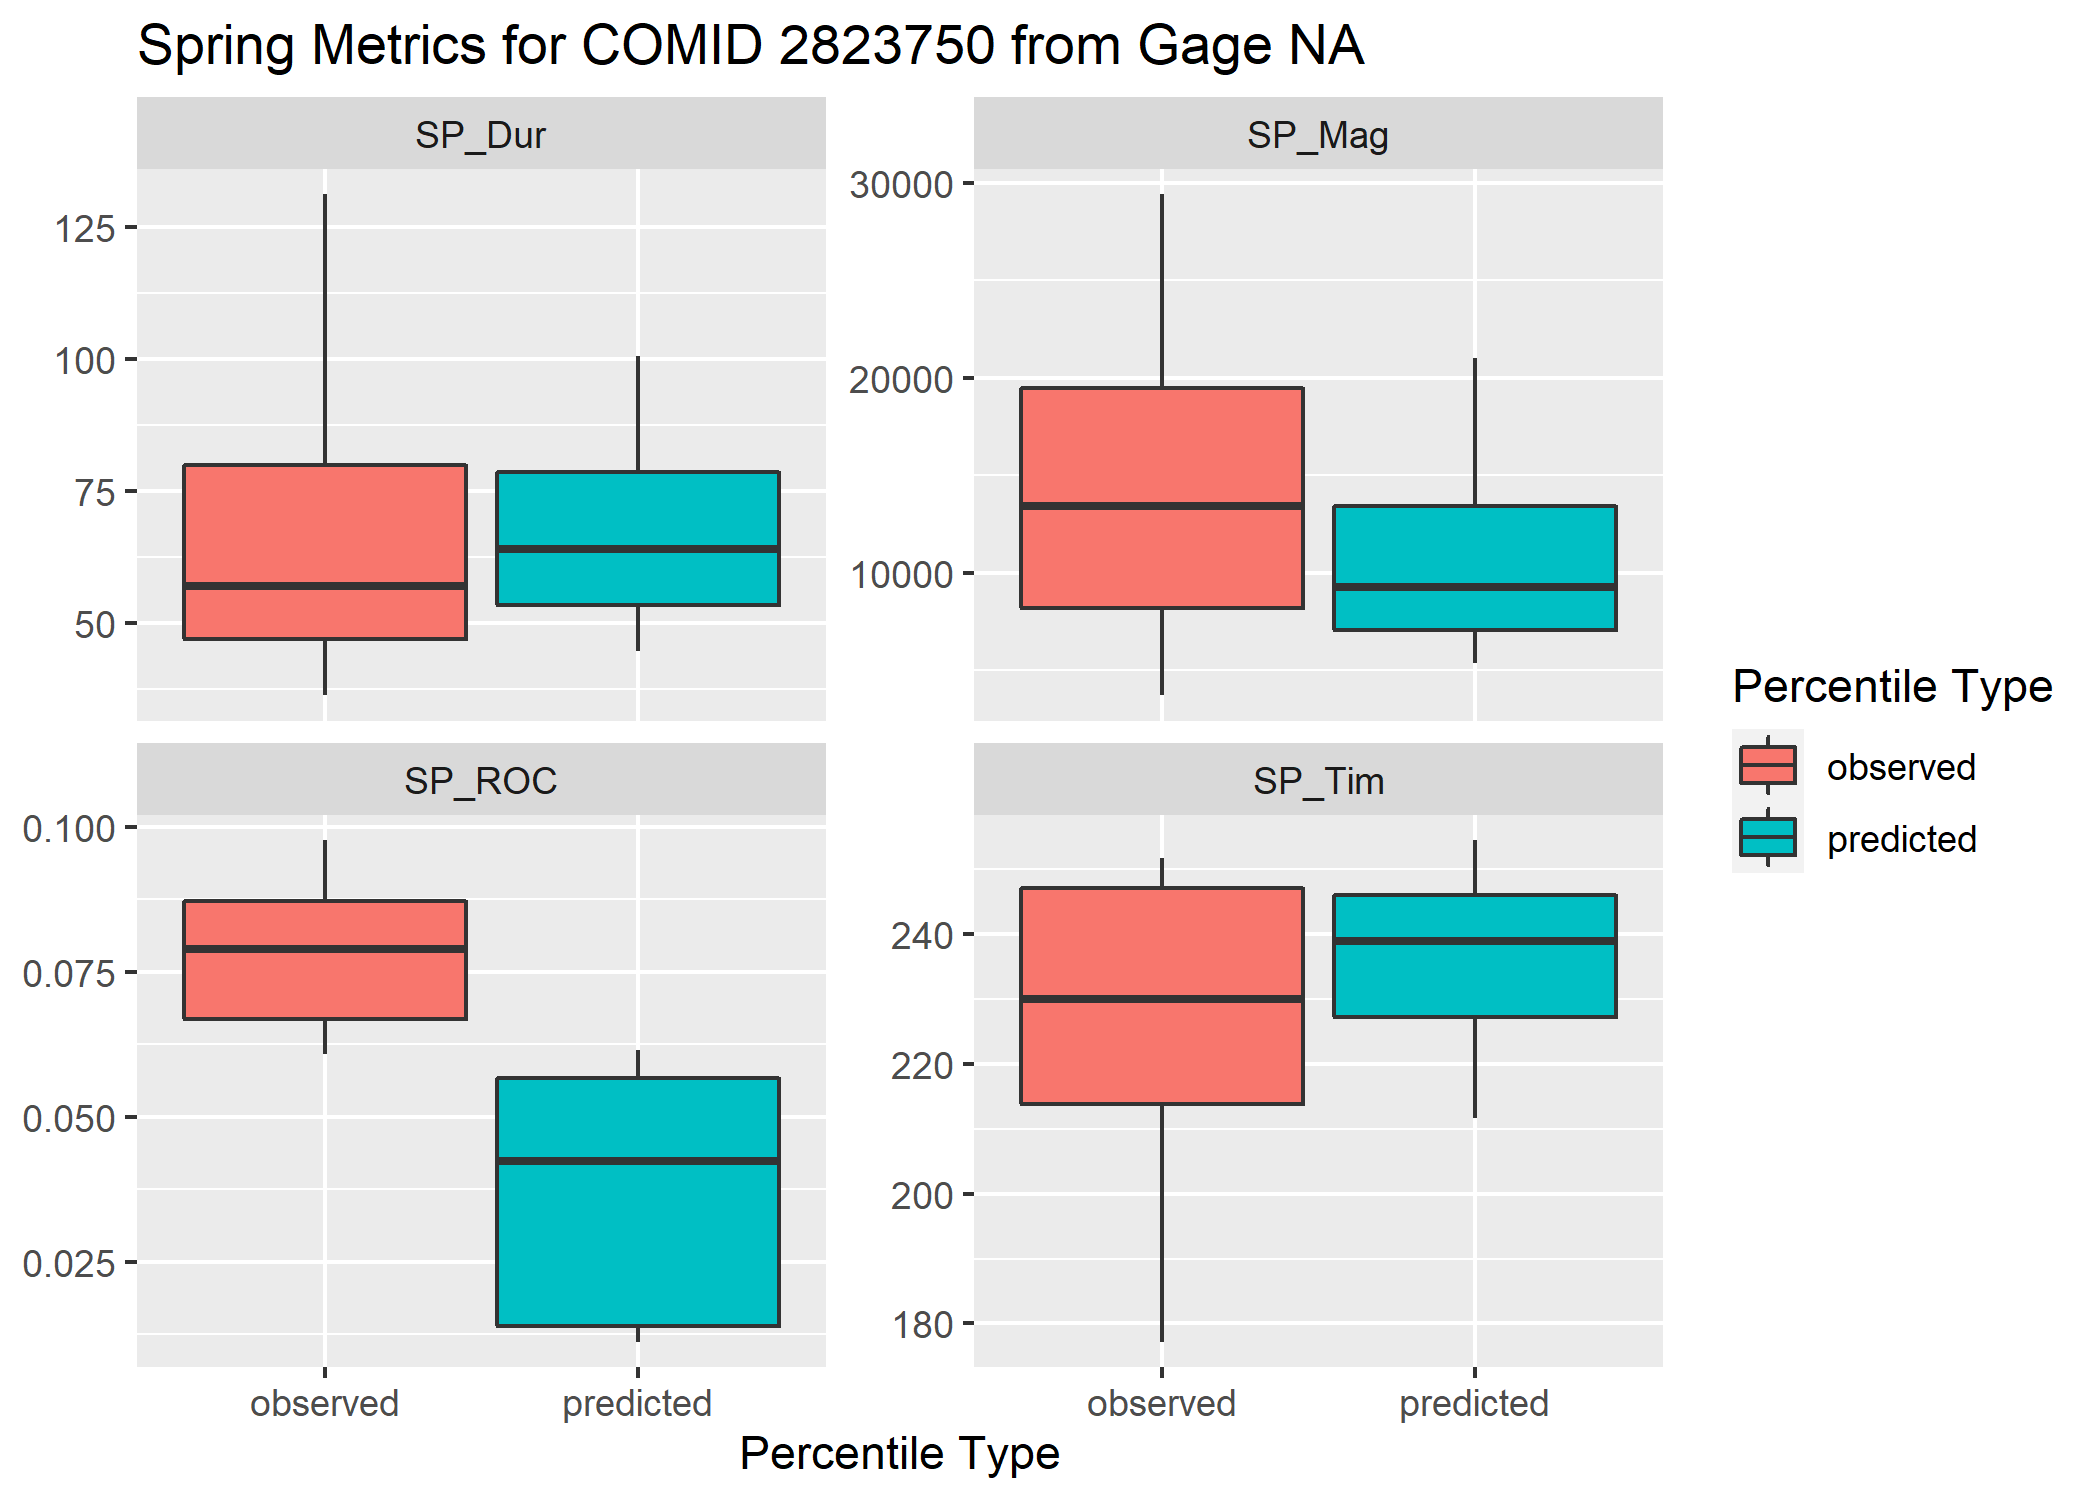 Spring Metrics for COMID 2823750 from Gage NA
SP_Dur
SP_Mag
125
100
75
50
30000
20000
10000
SP_ROC
SP_Tim
0.100
0.075
0.050
0.025
240
220
200
180
observed
predicted
observed
predicted
Percentile Type
Percentile Type
observed
predicted